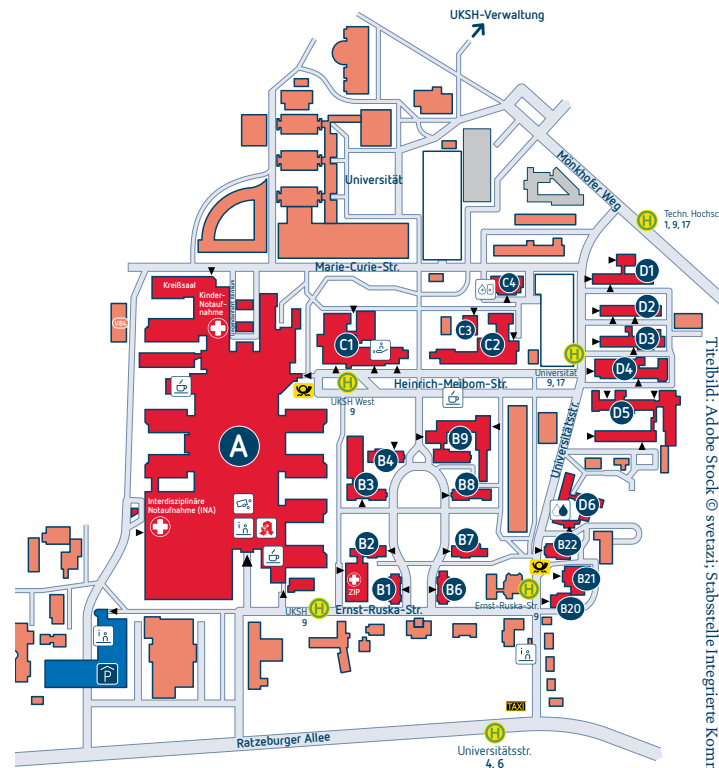 UKSH-Verwaltung
Mönkhofer Weg
Universität
H
Techn. Hochsc
1, 9, 17
Marie-Curie-Str.
Kreißsaal
Kinder-
Notauf-
nahme
V84
C4
D1
D2
C3
C1
C2
D3
H
Universität
9, 17
D4
H
UKSH West
9
Heinrich-Meibom-Str.
Universitätsstr.
D5
A
B9
B4
B3
B8
Interdisziplinäre
Notaufnahme (INA)
D6
B2
B7
B22
ZIP
B1
B6
B21
B20
UKSH
9
H
Ernst-Ruska-Str.
Ernst-Ruska-Str.
9
H
P
TAXI
Ratzeburger Allee
H
Universitätsstr.
4, 6
Titelbild: Adobe Stock © svetazi; Stabsstelle Integrierte Komm